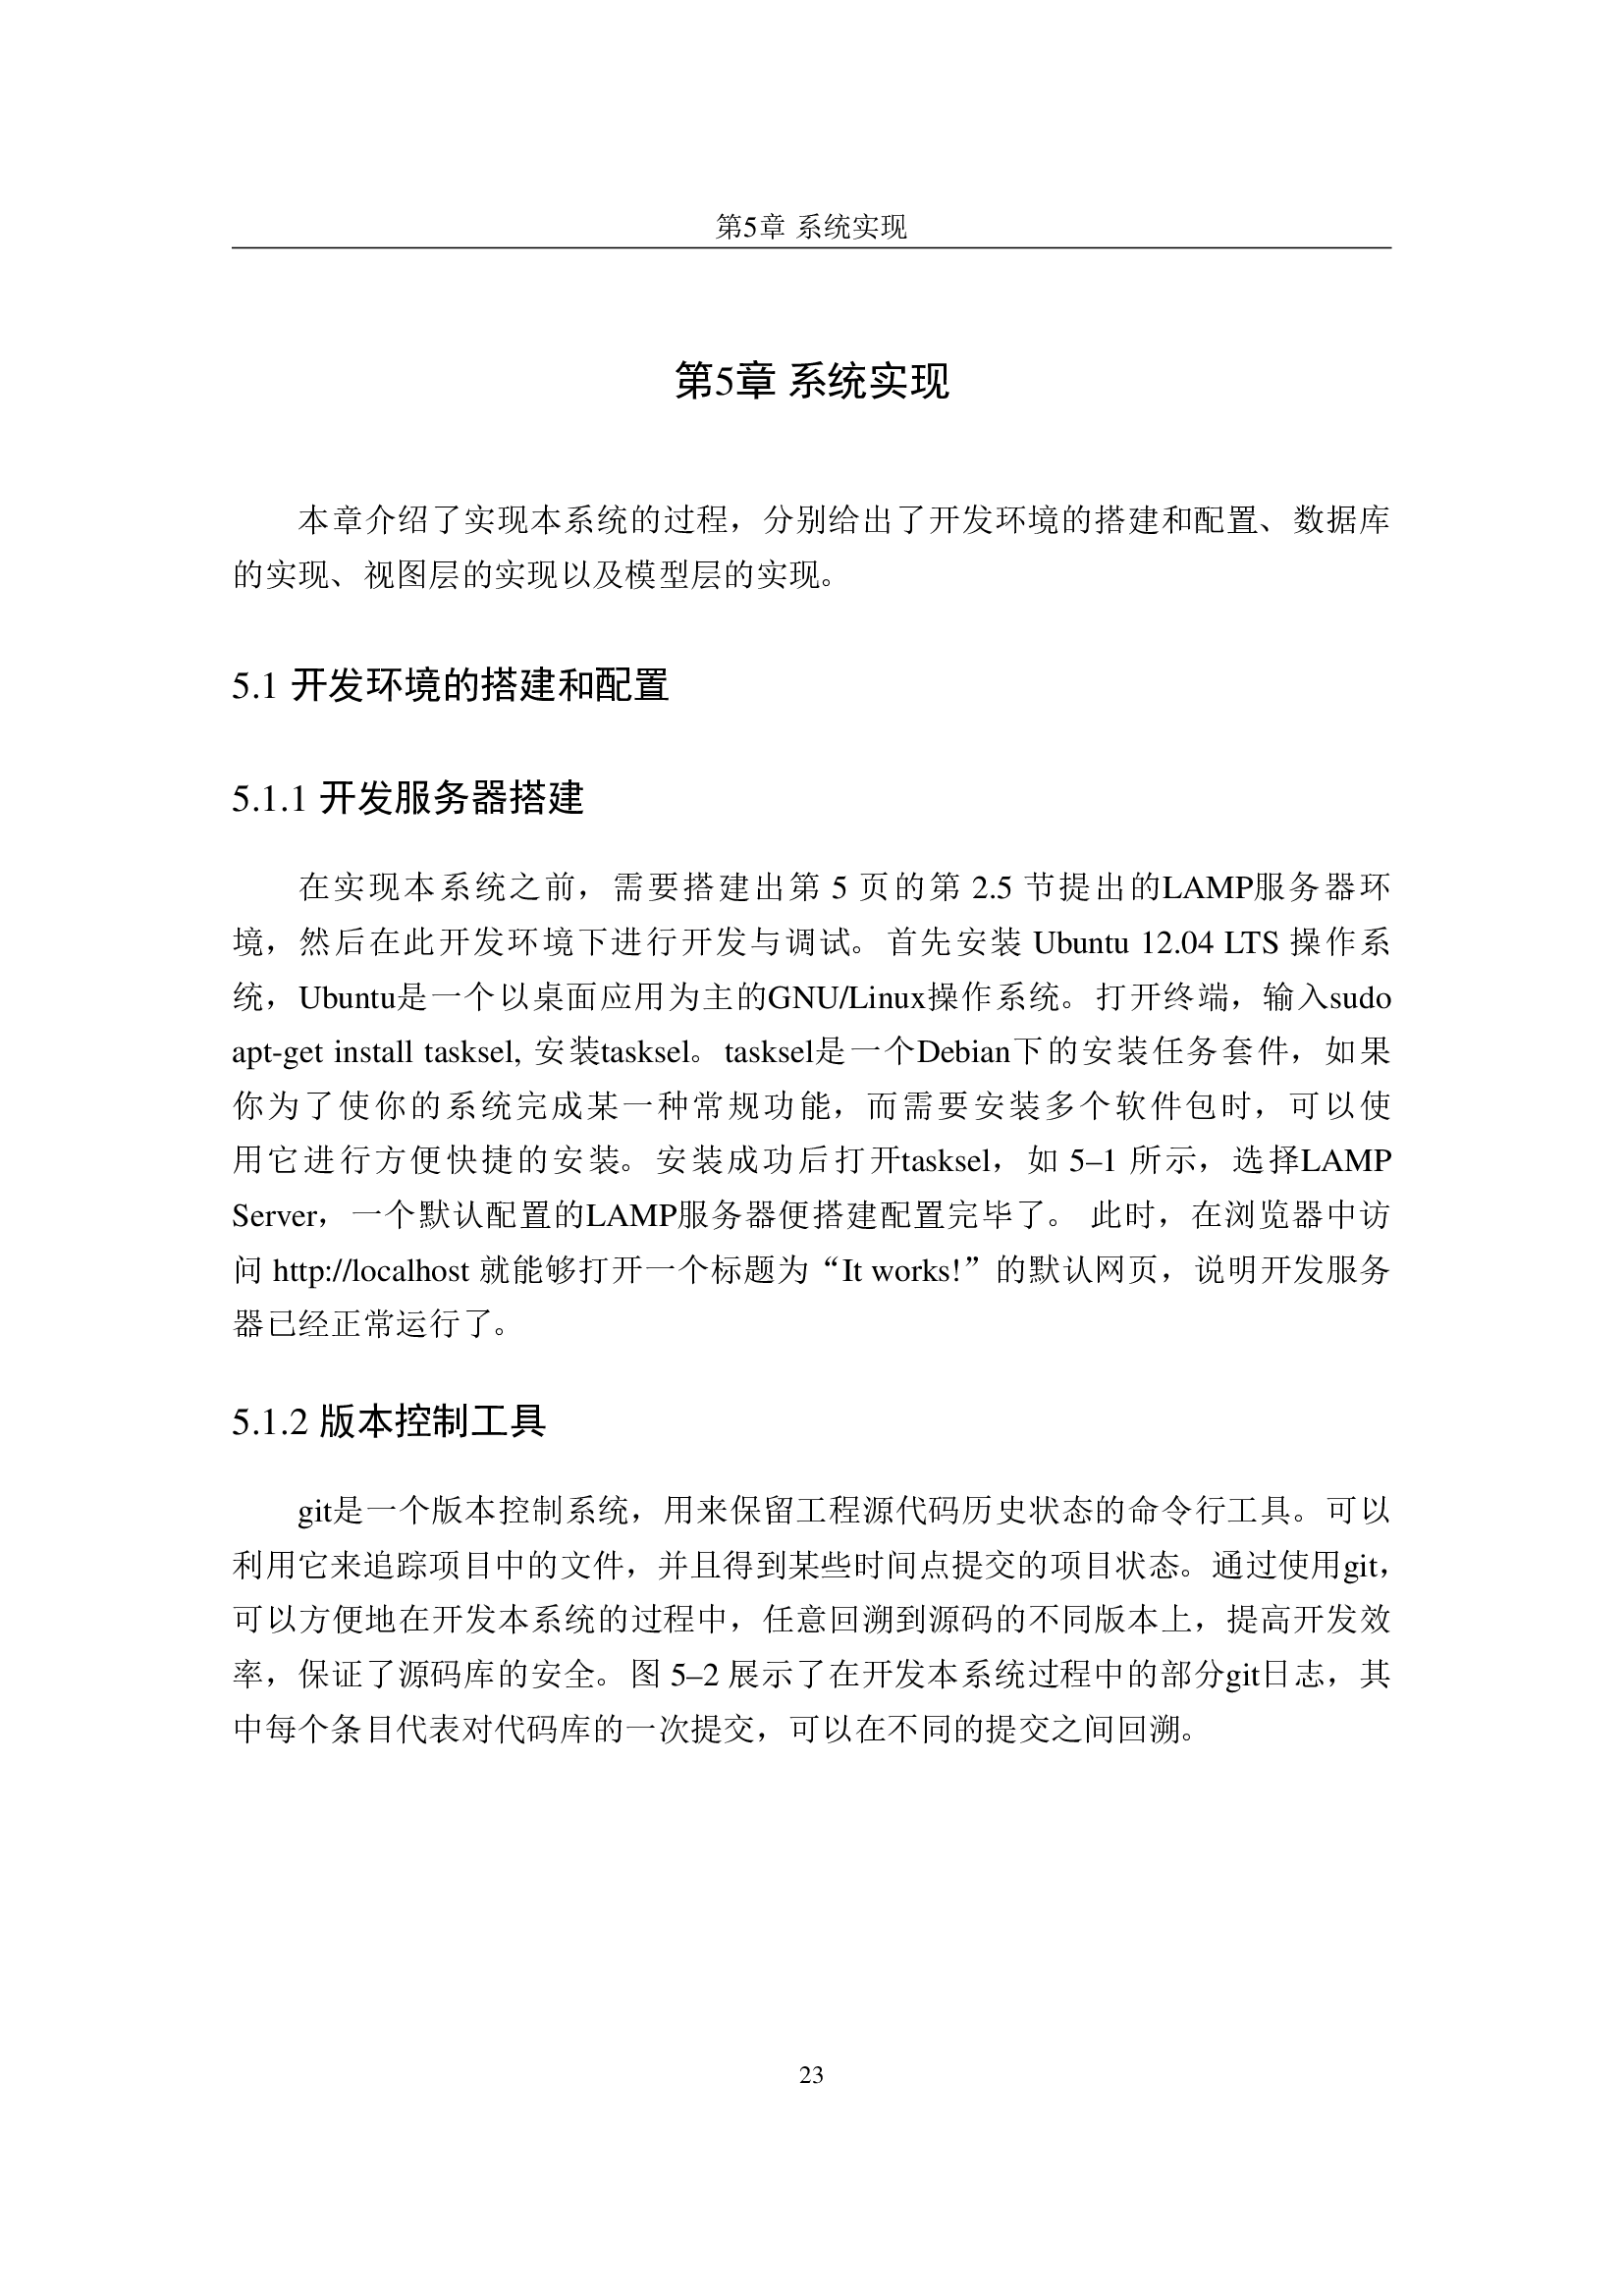 第5章 系统实现
第5章 系统实现
本章介绍了实现本系统的过程，分别给出了开发环境的搭建和配置、数据库
的实现、视图层的实现以及模型层的实现。
5.1 开发环境的搭建和配置
5.1.1 开发服务器搭建
在实现本系统之前，需要搭建出第 5 页的第 2.5 节提出的LAMP服务器环
境，然后在此开发环境下进行开发与调试。首先安装 Ubuntu 12.04 LTS 操作系
统，Ubuntu是一个以桌面应用为主的GNU/Linux操作系统。打开终端，输入sudo
apt-get install tasksel, 安装tasksel。tasksel是一个Debian下的安装任务套件，如果
你为了使你的系统完成某一种常规功能，而需要安装多个软件包时，可以使
用它进行方便快捷的安装。安装成功后打开tasksel，如 5–1 所示，选择LAMP
Server，一个默认配置的LAMP服务器便搭建配置完毕了。 此时，在浏览器中访
问 http://localhost 就能够打开一个标题为“It works!”的默认网页，说明开发服务
器已经正常运行了。
5.1.2 版本控制工具
git是一个版本控制系统，用来保留工程源代码历史状态的命令行工具。可以
利用它来追踪项目中的文件，并且得到某些时间点提交的项目状态。通过使用git，
可以方便地在开发本系统的过程中，任意回溯到源码的不同版本上，提高开发效
率，保证了源码库的安全。图 5–2 展示了在开发本系统过程中的部分git日志，其
中每个条目代表对代码库的一次提交，可以在不同的提交之间回溯。
23